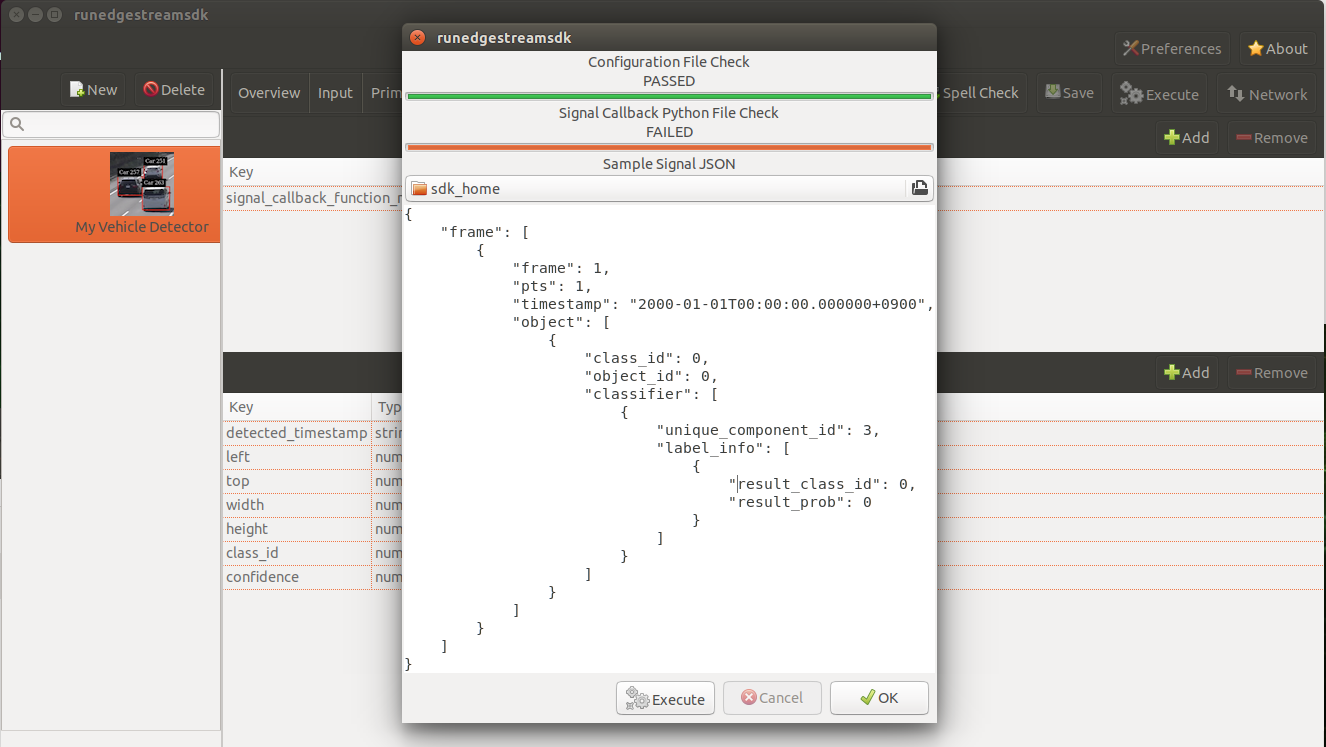 runedgestreamsdk
Preferences
About
New
Delete
Overview
Input
Prim
Spell Check
Save
Execute
Network
Add
Remove
Key
signal_callback_function_
Car 251
Car 257
Car 263
My Vehicle Detector
Add
Remove
Key
Typ
detected_timestamp
strin
left
num
top
num
width
num
height
num
class_id
num
confidence
num
runedgestreamsdk
Configuration File Check
PASSED
Signal Callback Python File Check
FAILED
Sample Signal JSON
sdk_home
{
"frame": [
{
"frame": 1,
"pts": 1,
"timestamp": "2000-01-01T00:00:00.000000+0900",
"object": [
{
"class_id": 0,
"object_id": 0,
"classifier": [
{
"unique_component_id": 3,
"label_info": [
{
"result_class_id": 0,
"result_prob": 0
}
]
}
]
}
]
}
]
}
Execute
Cancel
OK